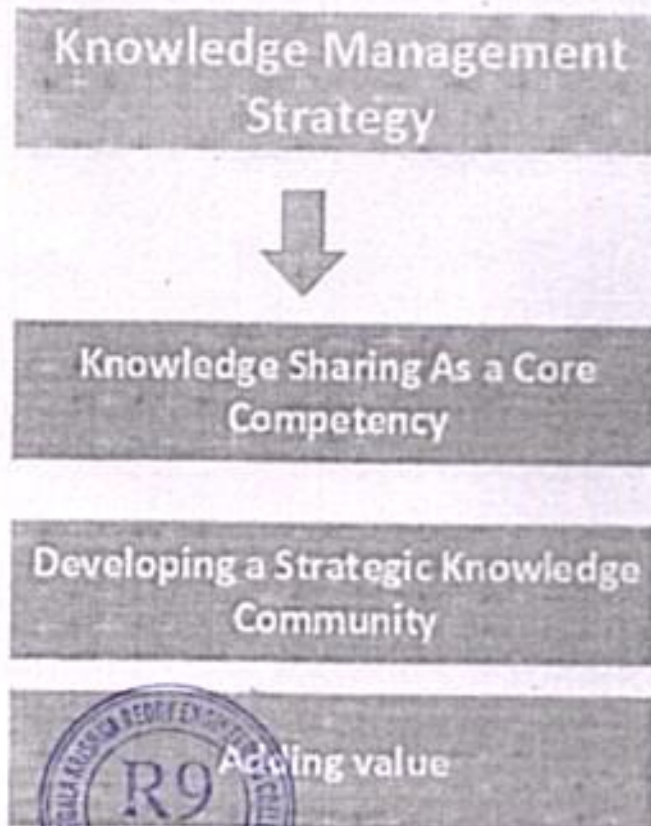 Knowledge Management
Strategy
Knowledge Sharing As a Core
Competency
Developing a Strategic Knowledge
Community
Adding value
R9